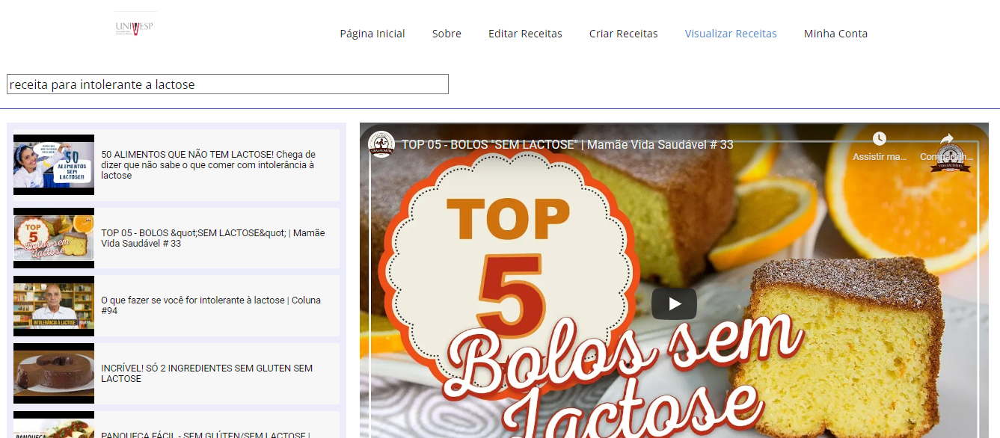 UNIVESP
Página Inicial
Sobre
Editar Receitas
Criar Receitas
Visualizar Receitas
Minha Conta
receita para intolerante a lactose
50
ALIMENTOS
SEM
LACTOSE!!
50 ALIMENTOS QUE NÃO TEM LACTOSE! Chega de
dizer que não sabe o que comer com intolerância à
lactose
TOP
5
Bolos sem
Lactose
TOP 05 - BOLOS &quot;SEM LACTOSE&quot; | Mamãe
Vida Saudável # 33
INTOLERÂNCIA À LACTOSE
O que fazer se você for intolerante à lactose | Coluna
#94
INCRÍVEL! SÓ 2 INGREDIENTES SEM GLUTEN SEM
LACTOSE
PANQUECA
PANQUECA FÁCIL - SEM GLÚTEN/SEM LACTOSE |
TOP 05 - BOLOS "SEM LACTOSE" | Mamãe Vida Saudável # 33
Assistir ma...
TOP
5
Bolos sem
Lactose